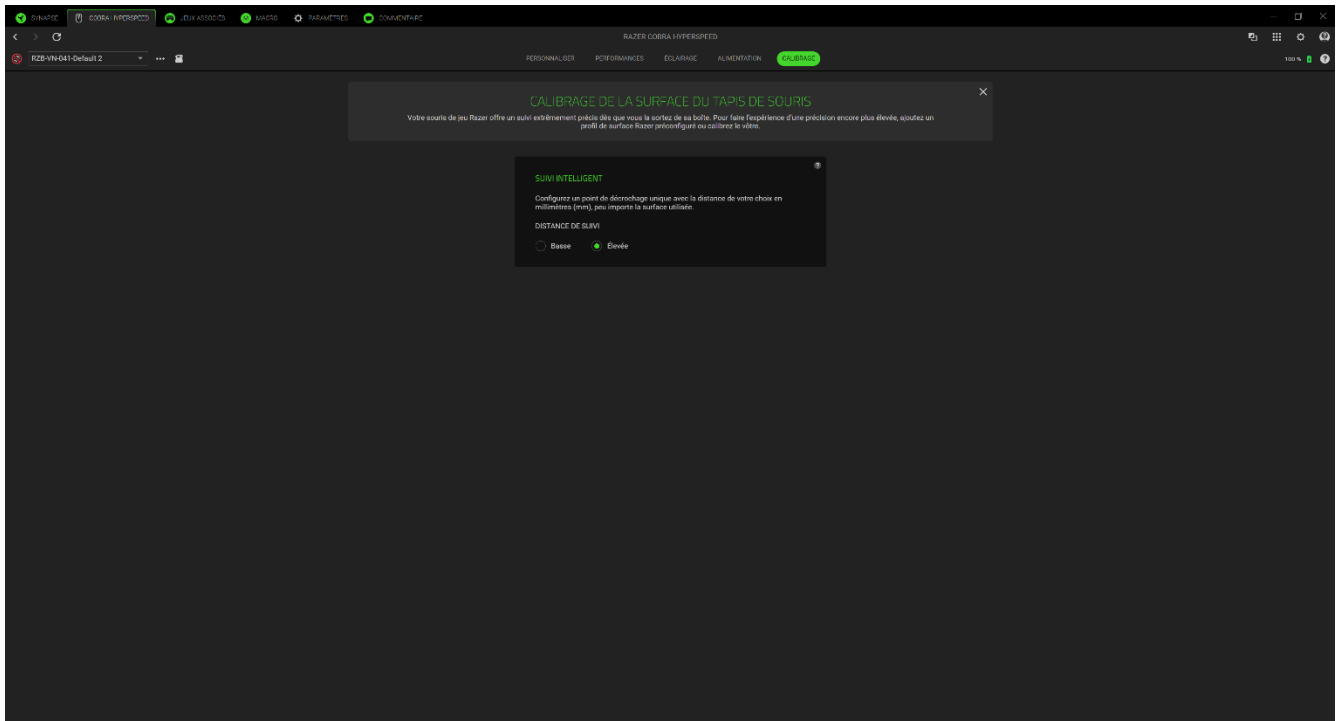 SYNAPSE COBRA HYPERSPEED JEUX ASSOCIÉS MACRO PARAMÈTRES COMMENTAIRE
RAZER COBRA HYPERSPEED
RZB-VN-041-Default 2 PERSONNALISER PERFORMANCES ÉCLAIRAGE ALIMENTATION CALIBRAGE 100 %
CALIBRAGE DE LA SURFACE DU TAPIS DE SOURIS
Votre souris de jeu Razer offre un suivi extrêmement précis dès que vous la sortez de sa boîte. Pour faire l'expérience d'une précision encore plus élevée, ajoutez un
profil de surface Razer préconfiguré ou calibrez le vôtre.
SUIVI INTELLIGENT
Configurez un point de décrochage unique avec la distance de votre choix en
millimètres (mm), peu importe la surface utilisée.
DISTANCE DE SUIVI
Basse Élevée